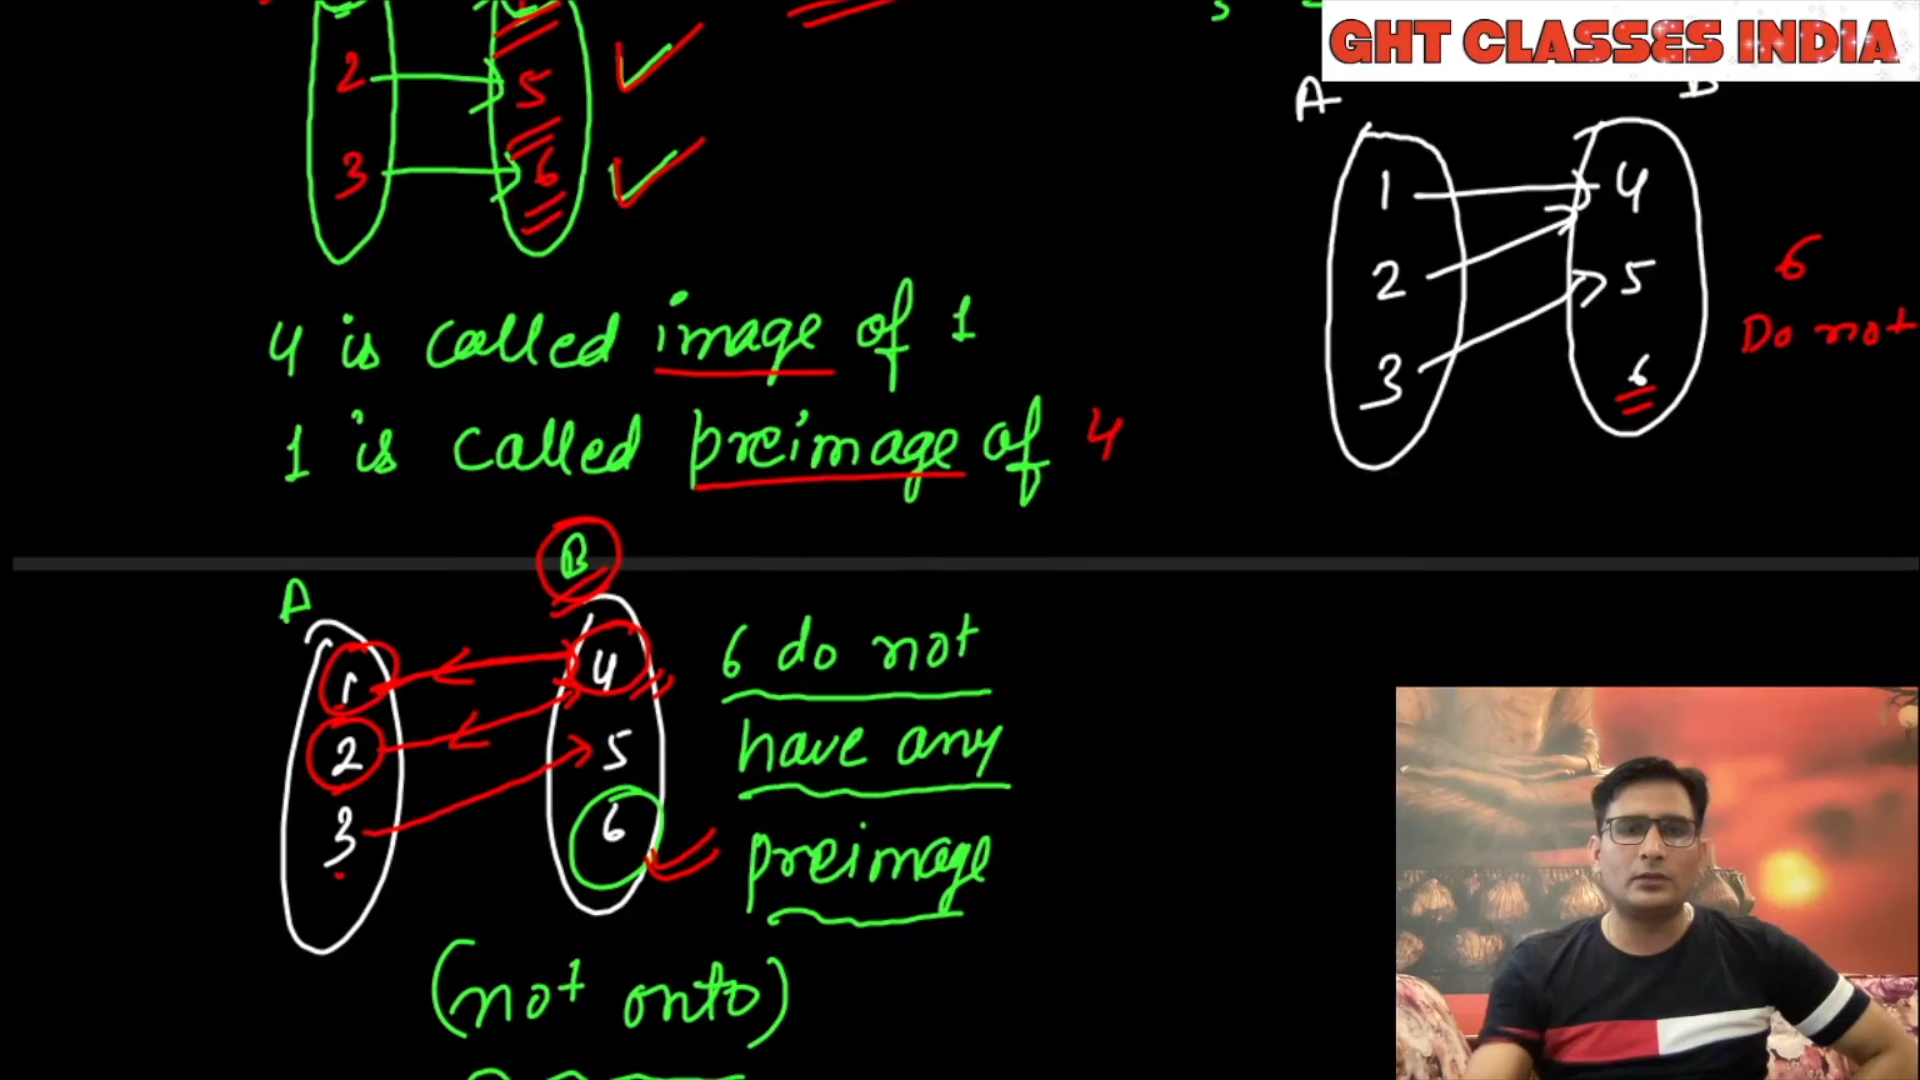 GHT CLASSES INDIA
2 5
3 6
4 is called image of 1
1 is called preimage of 4
A B
1 4
2 5
3 6
6
Do not
A B
1 4
2 5
3 6
6 do not
have any
preimage
(not onto)